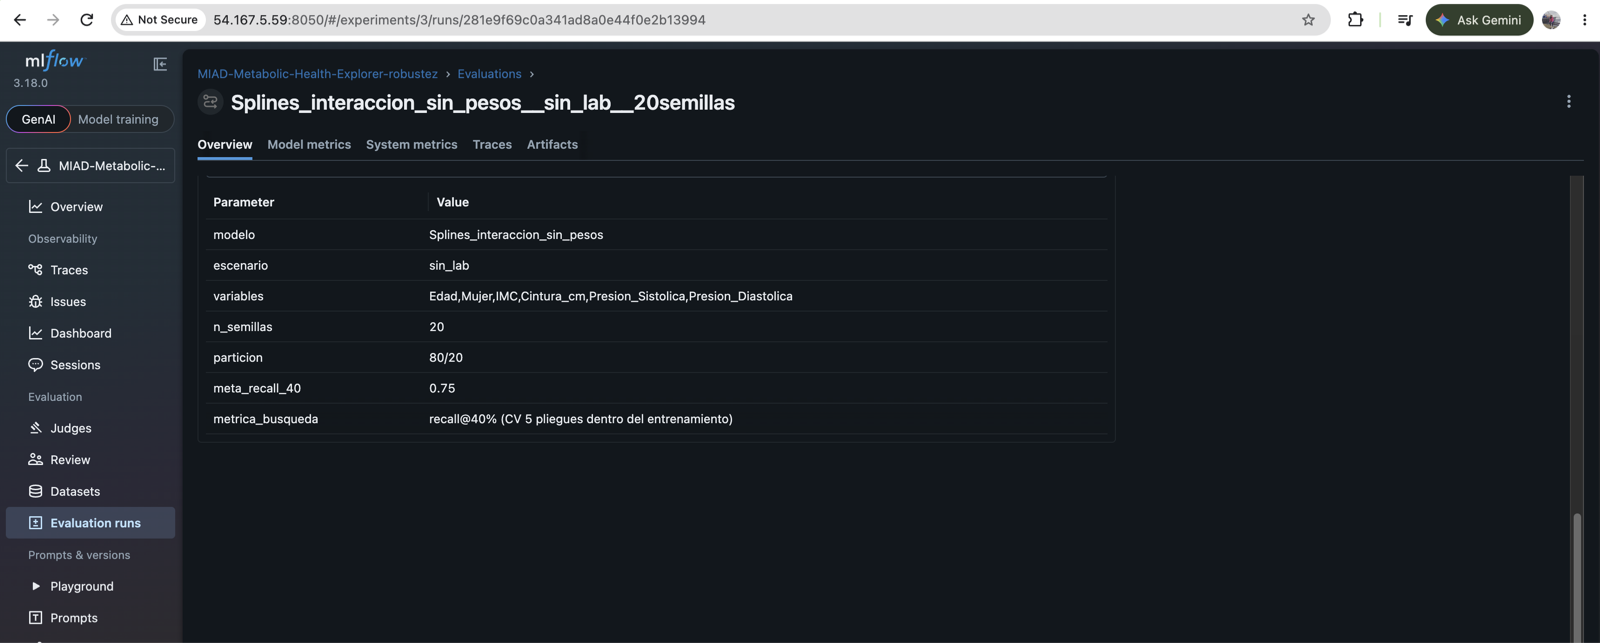 Not Secure 54.167.5.59:8050/#/experiments/3/runs/281e9f69c0a341ad8a0e44f0e2b13994 Ask Gemini
mlflow
3.18.0
GenAI Model training
MIAD-Metabolic-...
Overview
Observability
Traces
Issues
Dashboard
Sessions
Evaluation
Judges
Review
Datasets
Evaluation runs
Prompts & versions
Playground
Prompts
MIAD-Metabolic-Health-Explorer-robustez › Evaluations ›
Splines_interaccion_sin_pesos__sin_lab__20semillas
Overview Model metrics System metrics Traces Artifacts
Parameter Value
modelo Splines_interaccion_sin_pesos
escenario sin_lab
variables Edad,Mujer,IMC,Cintura_cm,Presion_Sistolica,Presion_Diastolica
n_semillas 20
particion 80/20
meta_recall_40 0.75
metrica_busqueda recall@40% (CV 5 pliegues dentro del entrenamiento)